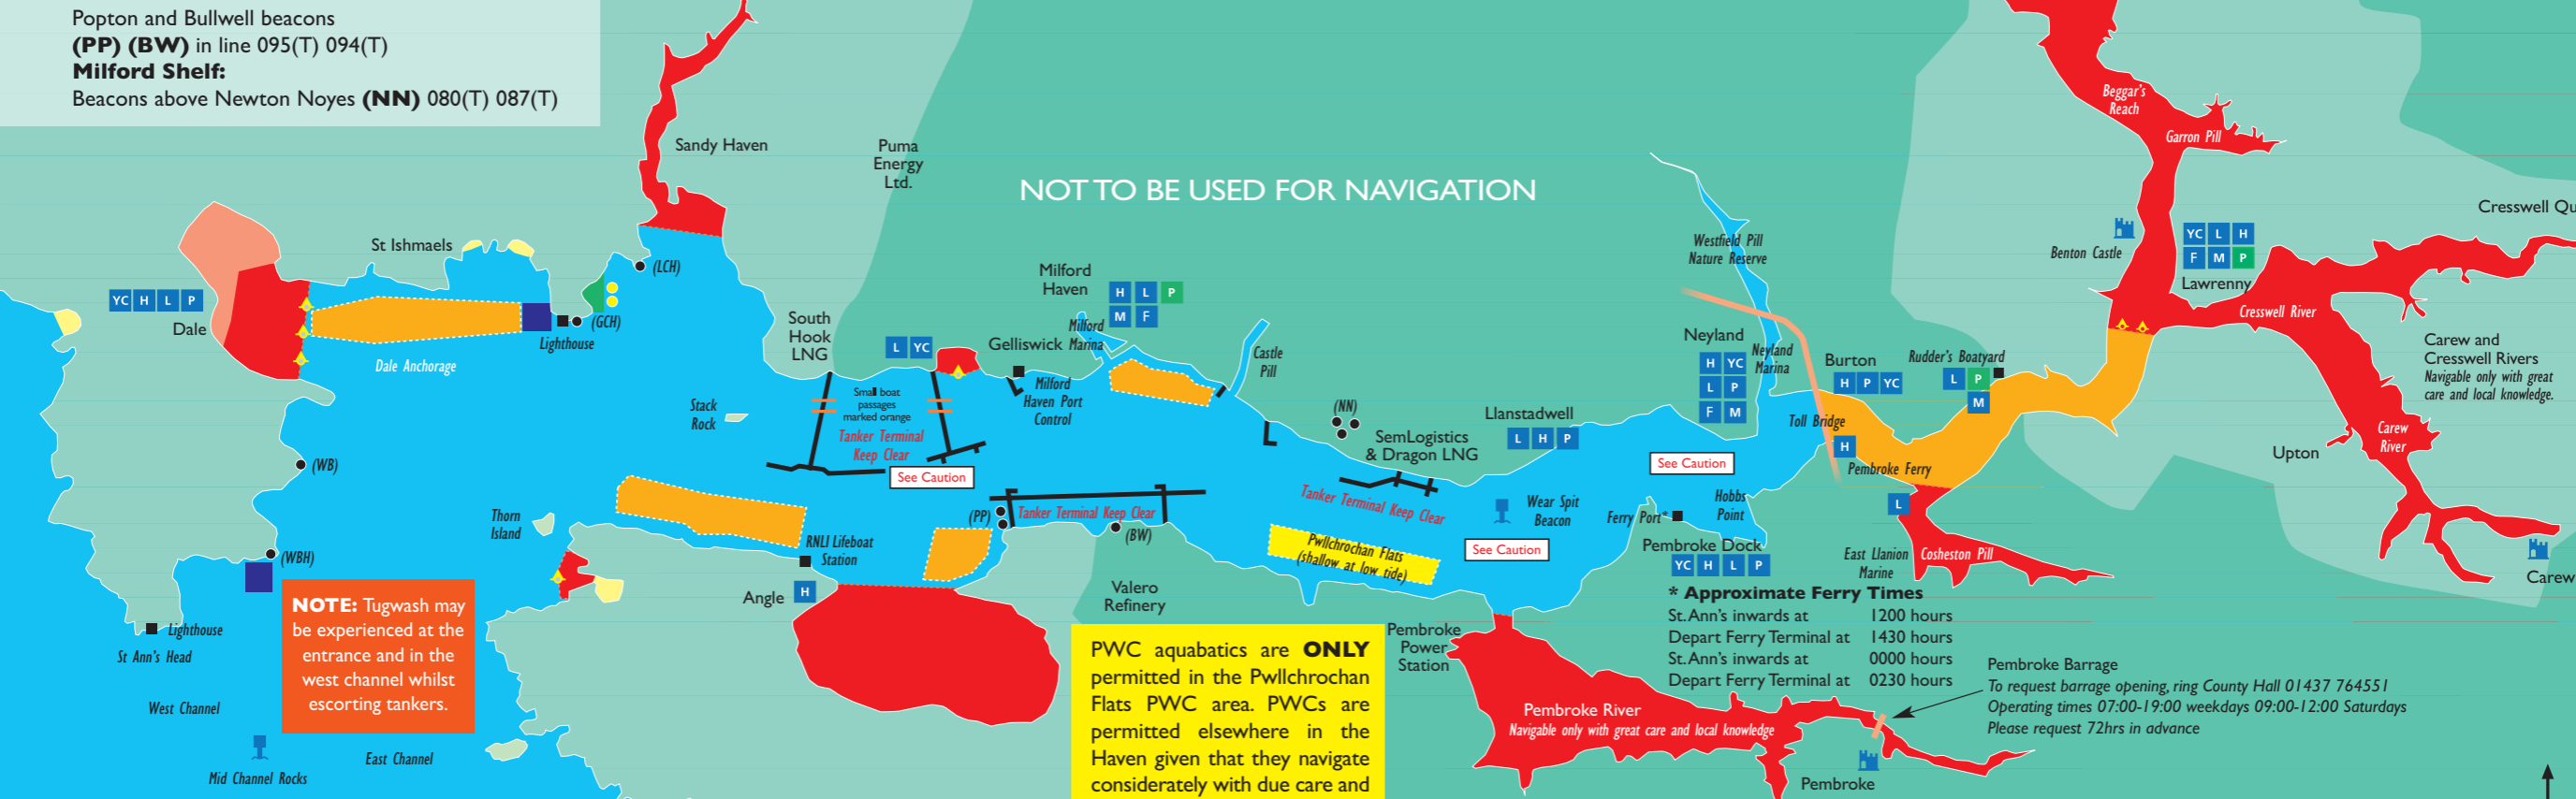 Popton and Bullwell beacons
(PP) (BW) in line 095(T) 094(T)
Milford Shelf:
Beacons above Newton Noyes (NN) 080(T) 087(T)
Sandy Haven
Puma
Energy
Ltd.
NOT TO BE USED FOR NAVIGATION
Beggar's
Reach
Garron Pill
Cresswell Qu
St Ishmaels
(LCH)
YC H L P
Dale
Dale Anchorage
Lighthouse
(GCH)
South
Hook
LNG
L YC
Gelliswick
Milford
Haven
H L P
M F
Milford
Marina
Castle
Pill
Milford
Haven Port
Control
Small boat
passages
marked orange
Tanker Terminal
Keep Clear
See Caution
Stack
Rock
(WB)
(WBH)
Thorn
Island
RNLI Lifeboat
Station
Angle
H
(PP)
Tanker Terminal Keep Clear
(BW)
Valero
Refinery
(NN)
SemLogistics
& Dragon LNG
Llanstadwell
L H P
Tanker Terminal Keep Clear
Pwllchrochan Flats
(shallow at low tide)
Wear Spit
Beacon
See Caution
See Caution
Westfield Pill
Nature Reserve
Neyland
H YC
L P
F M
Neyland
Marina
Burton
H P YC
Toll Bridge
H
Pembroke Ferry
Rudder's Boatyard
L P
M
Benton Castle
YC L H
F M P
Lawrenny
Cresswell River
Carew and
Cresswell Rivers
Navigable only with great
care and local knowledge.
Carew
River
Upton
Carew
L
Hobbs
Point
Ferry Port
Pembroke Dock
YC H L P
East Llanion
Marine
Cosheston Pill
* Approximate Ferry Times
St. Ann's inwards at 1200 hours
Depart Ferry Terminal at 1430 hours
St. Ann's inwards at 0000 hours
Depart Ferry Terminal at 0230 hours
Pembroke
Power
Station
Pembroke River
Navigable only with great care and local knowledge
Pembroke Barrage
To request barrage opening, ring County Hall 01437 764551
Operating times 07:00-19:00 weekdays 09:00-12:00 Saturdays
Please request 72hrs in advance
Pembroke
Lighthouse
St Ann's Head
West Channel
Mid Channel Rocks
East Channel
NOTE: Tugwash may
be experienced at the
entrance and in the
west channel whilst
escorting tankers.
PWC aquabatics are ONLY
permitted in the Pwllchrochan
Flats PWC area. PWCs are
permitted elsewhere in the
Haven given that they navigate
considerately with due care and